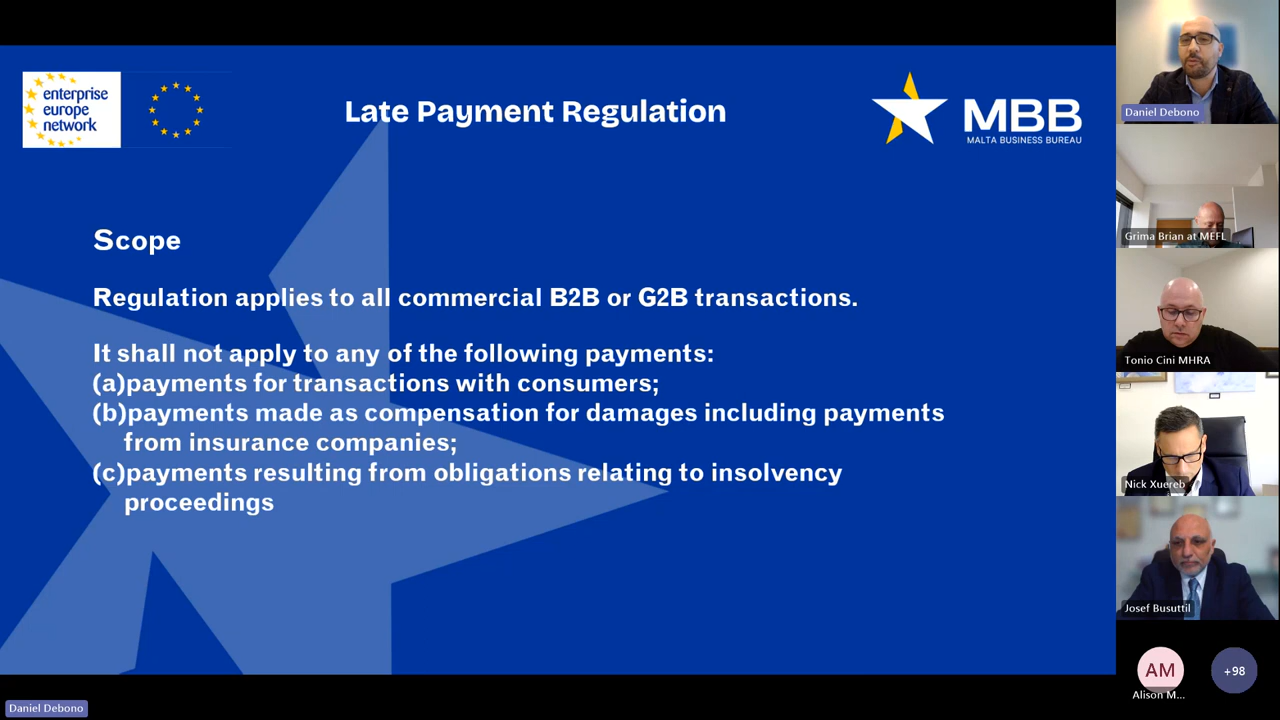 enterprise
europe
network
Late Payment Regulation
MBB
MALTA BUSINESS BUREAU
Scope
Regulation applies to all commercial B2B or G2B transactions.
It shall not apply to any of the following payments:
(a)payments for transactions with consumers;
(b)payments made as compensation for damages including payments
from insurance companies;
(c)payments resulting from obligations relating to insolvency
proceedings
Daniel Debono
Grima Brian at MEFL
Tonio Cini MHRA
Nick Xuereb
Josef Busuttil
AM
+98
Alison M...
Daniel Debono